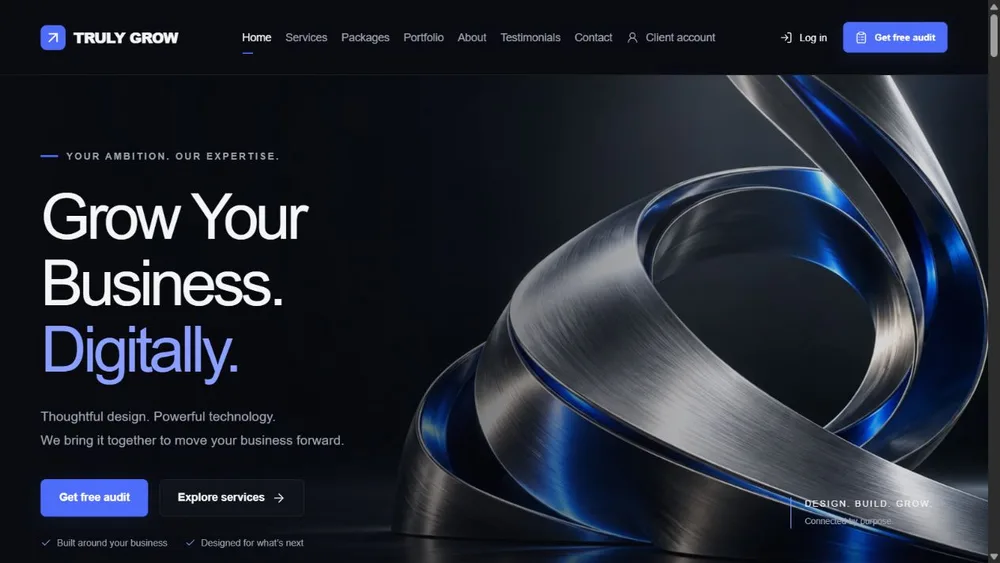 TRULY GROW
Home Services Packages Portfolio About Testimonials Contact Client account
Log in
Get free audit
YOUR AMBITION. OUR EXPERTISE.
Grow Your
Business.
Digitally.
Thoughtful design. Powerful technology.
We bring it together to move your business forward.
Get free audit
Explore services
Built around your business
Designed for what's next
DESIGN. BUILD. GROW.
Connected by purpose.